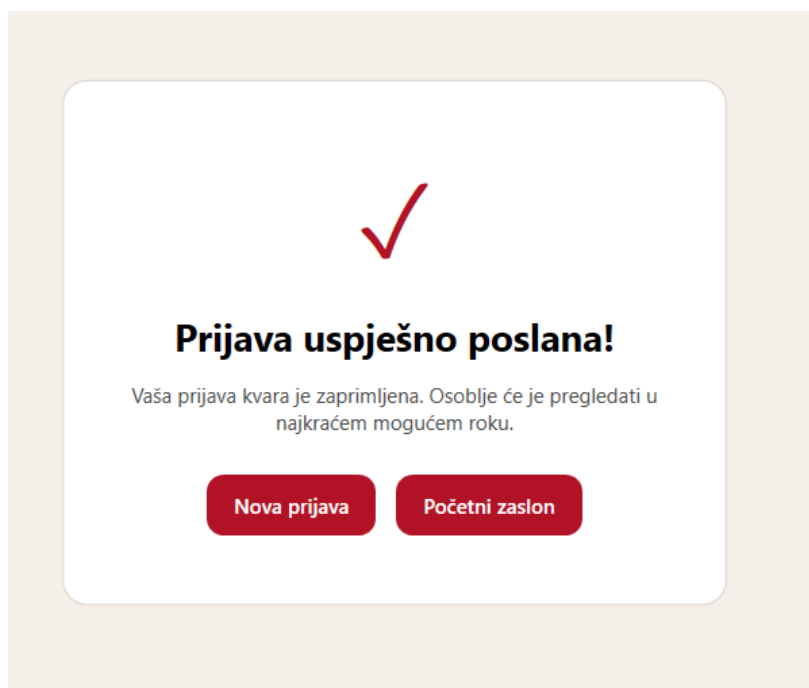 Prijava uspješno poslana!
Vaša prijava kvara je zaprimljena. Osoblje će je pregledati u
najkraćem mogućem roku.
Nova prijava
Početni zaslon